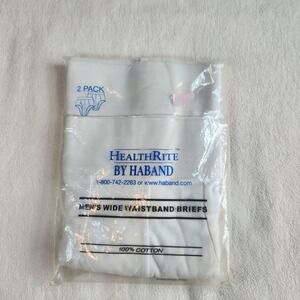 2 PACK
HEALTHRITE
BY HABAND
1-800-742-2263 or www.haband.com
MEN'S WIDE WAISTBAND BRIEFS
100% COTTON